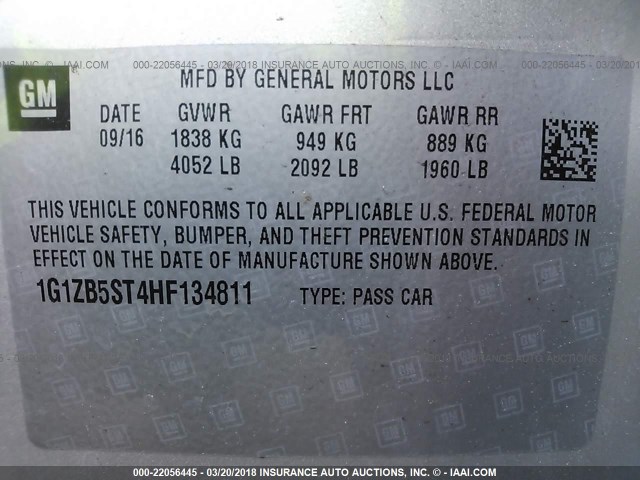 000-22056445 - 03/20/2018 - INSURANCE AUTO AUCTIONS, INC. - © - IAAI.COM
GM
MFD BY GENERAL MOTORS LLC
DATE GVWR GAWR FRT GAWR RR
09/16 1838 KG 949 KG 889 KG
4052 LB 2092 LB 1960 LB
THIS VEHICLE CONFORMS TO ALL APPLICABLE U.S. FEDERAL MOTOR
VEHICLE SAFETY, BUMPER, AND THEFT PREVENTION STANDARDS IN
EFFECT ON THE DATE OF MANUFACTURE SHOWN ABOVE.
1G1ZB5ST4HF134811 TYPE: PASS CAR
000-22056445 - 03/20/2018 - INSURANCE AUTO AUCTIONS, INC. - © - IAAI.COM